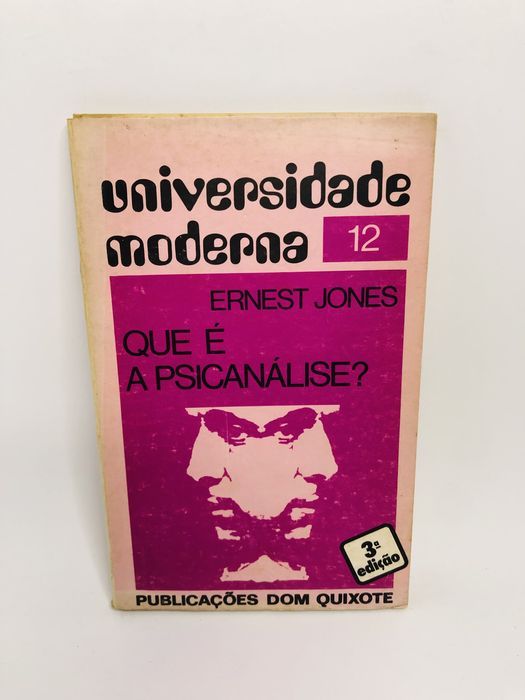 universidade
moderna 12
ERNEST JONES
QUE É
A PSICANÁLISE?
3ª
edição
PUBLICAÇÕES DOM QUIXOTE